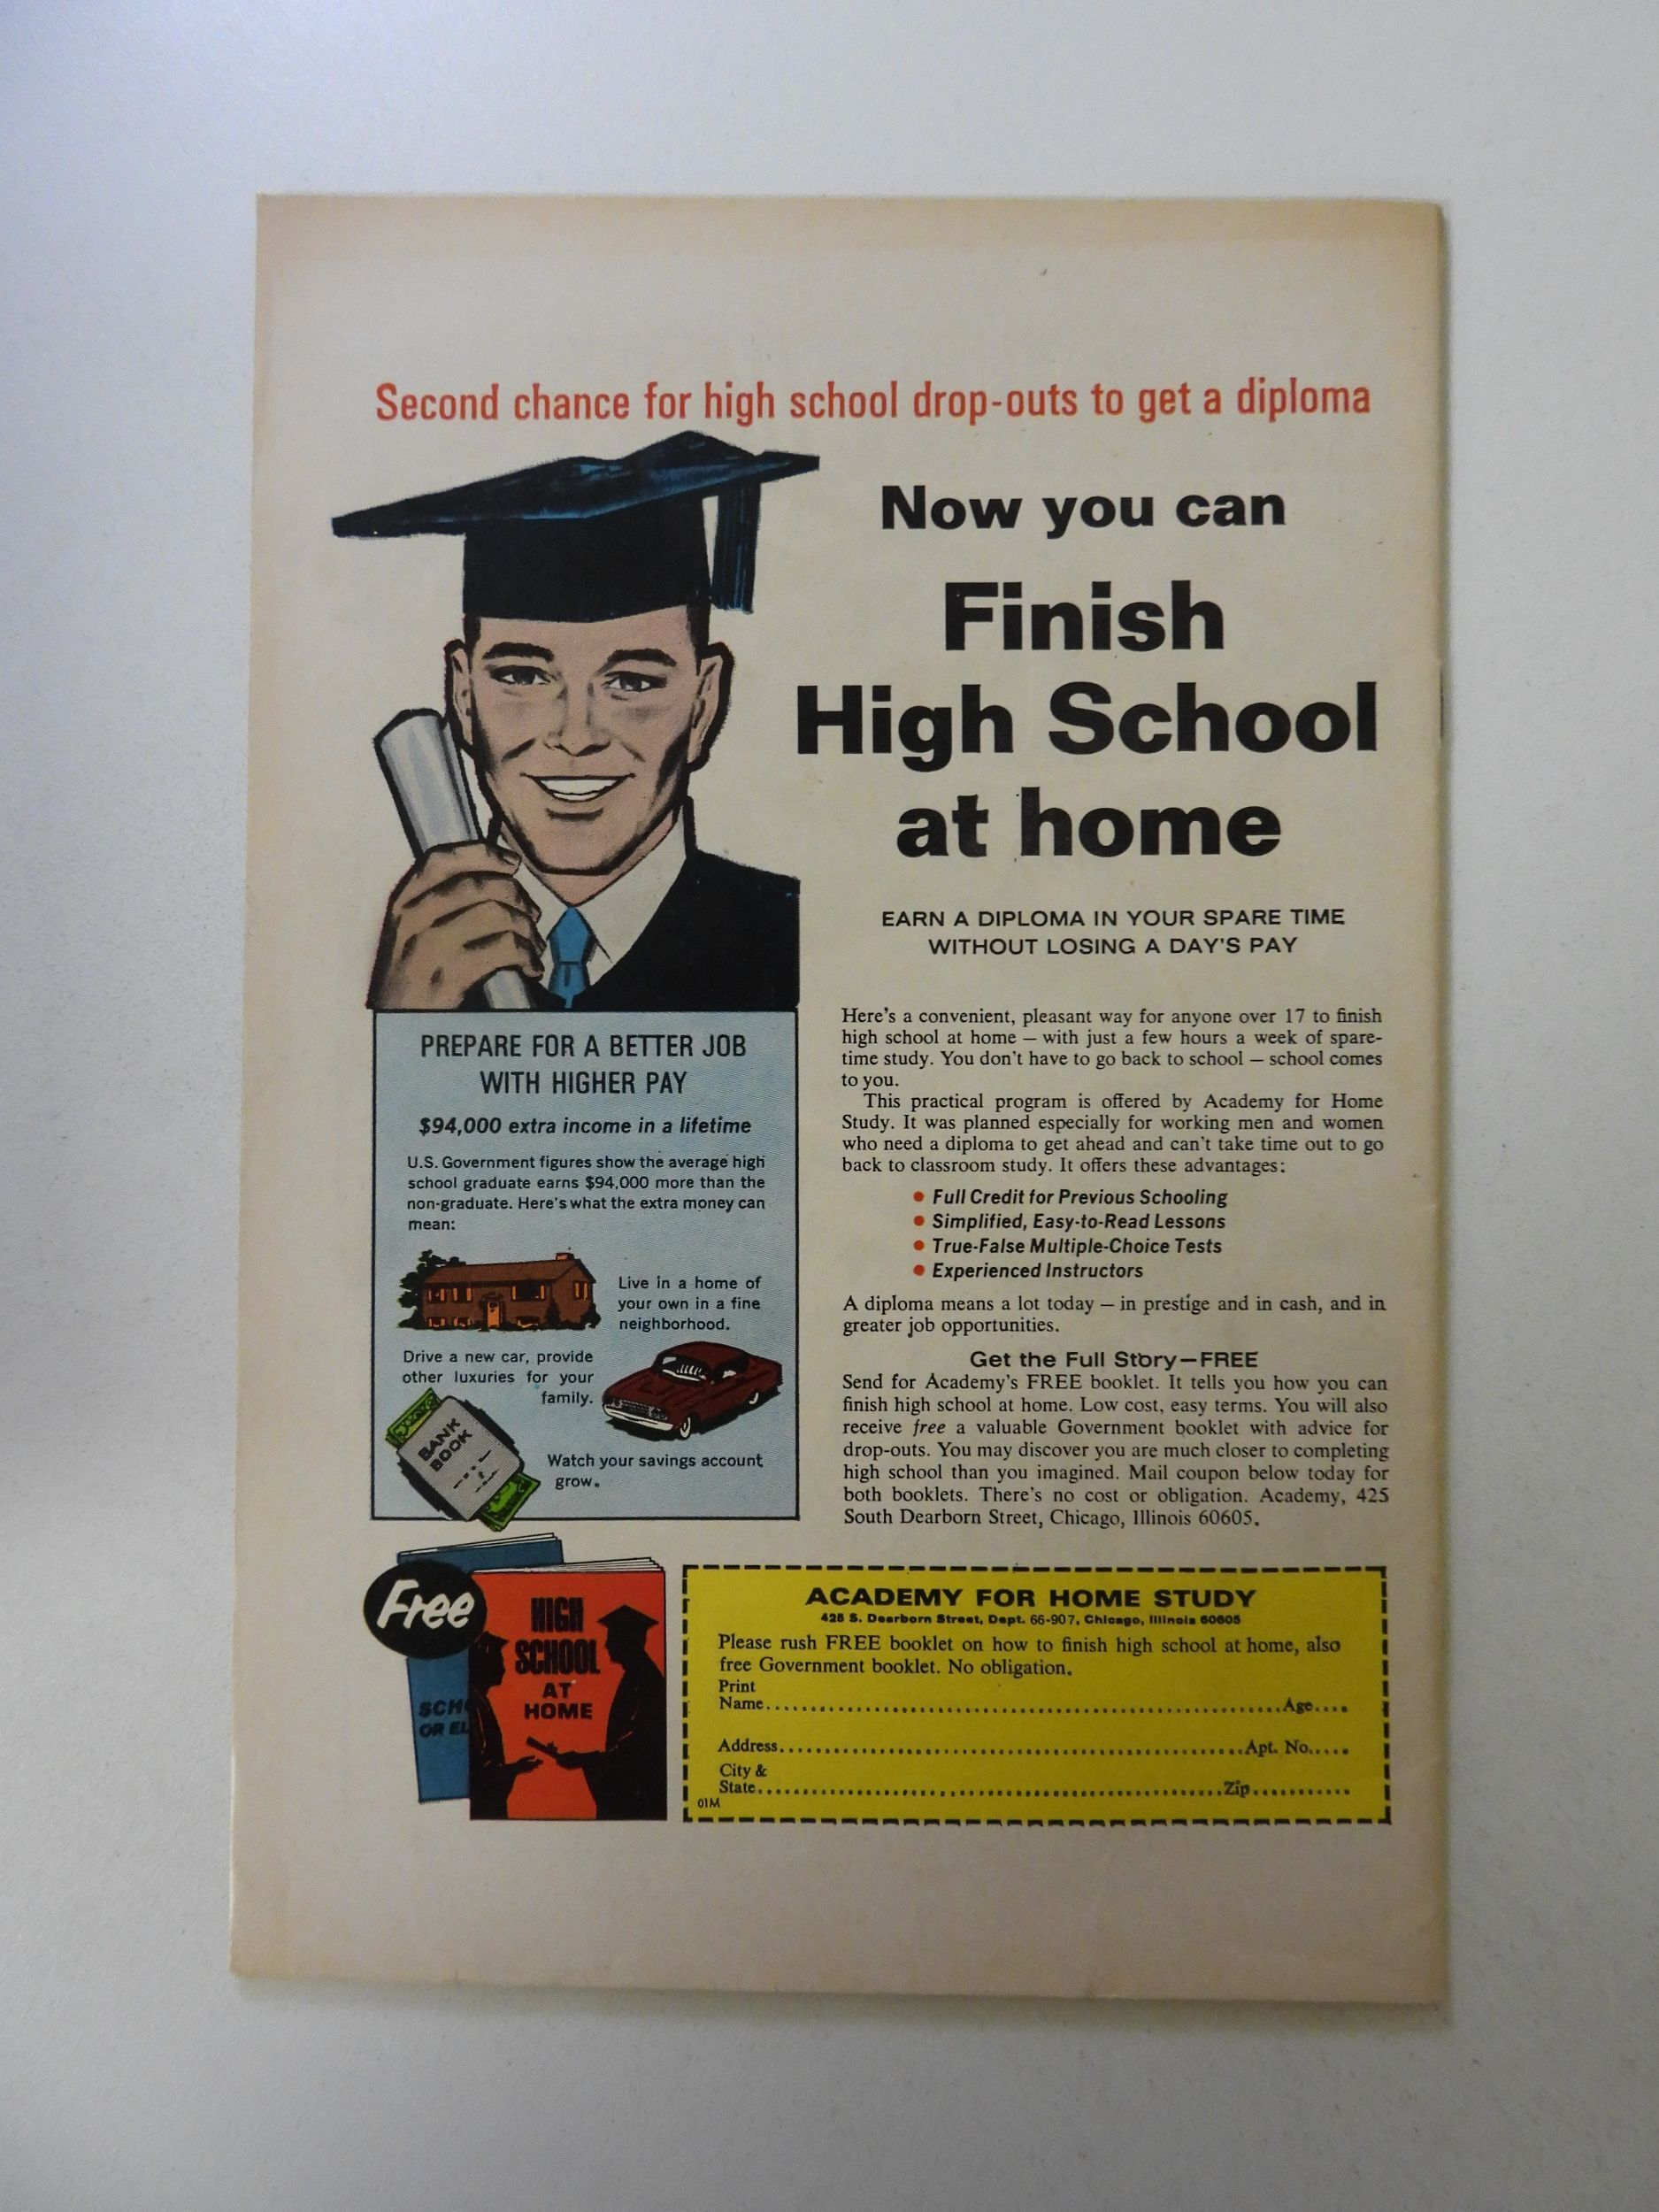 Second chance for high school drop-outs to get a diploma
Now you can
Finish
High School
at home
EARN A DIPLOMA IN YOUR SPARE TIME
WITHOUT LOSING A DAY'S PAY
PREPARE FOR A BETTER JOB
WITH HIGHER PAY
$94,000 extra income in a lifetime
U.S. Government figures show the average high
school graduate earns $94,000 more than the
non-graduate. Here's what the extra money can
mean:
Live in a home of
your own in a fine
neighborhood.
Drive a new car, provide
other luxuries for your
family.
BANK
BOOK
Watch your savings account
grow.
Here's a convenient, pleasant way for anyone over 17 to finish
high school at home — with just a few hours a week of spare-
time study. You don't have to go back to school — school comes
to you.
This practical program is offered by Academy for Home
Study. It was planned especially for working men and women
who need a diploma to get ahead and can't take time out to go
back to classroom study. It offers these advantages:
• Full Credit for Previous Schooling
• Simplified, Easy-to-Read Lessons
• True-False Multiple-Choice Tests
• Experienced Instructors
A diploma means a lot today — in prestige and in cash, and in
greater job opportunities.
Get the Full Story—FREE
Send for Academy's FREE booklet. It tells you how you can
finish high school at home. Low cost, easy terms. You will also
receive free a valuable Government booklet with advice for
drop-outs. You may discover you are much closer to completing
high school than you imagined. Mail coupon below today for
both booklets. There's no cost or obligation. Academy, 425
South Dearborn Street, Chicago, Illinois 60605.
Free
HIGH
SCHOOL
AT
HOME
SCHO
OR EL
ACADEMY FOR HOME STUDY
425 S. Dearborn Street, Dept. 66-907, Chicago, Illinois 60605
Please rush FREE booklet on how to finish high school at home, also
free Government booklet. No obligation.
Print
Name..........Age....
Address..........Apt. No.....
City &
State..........Zip..........
01M